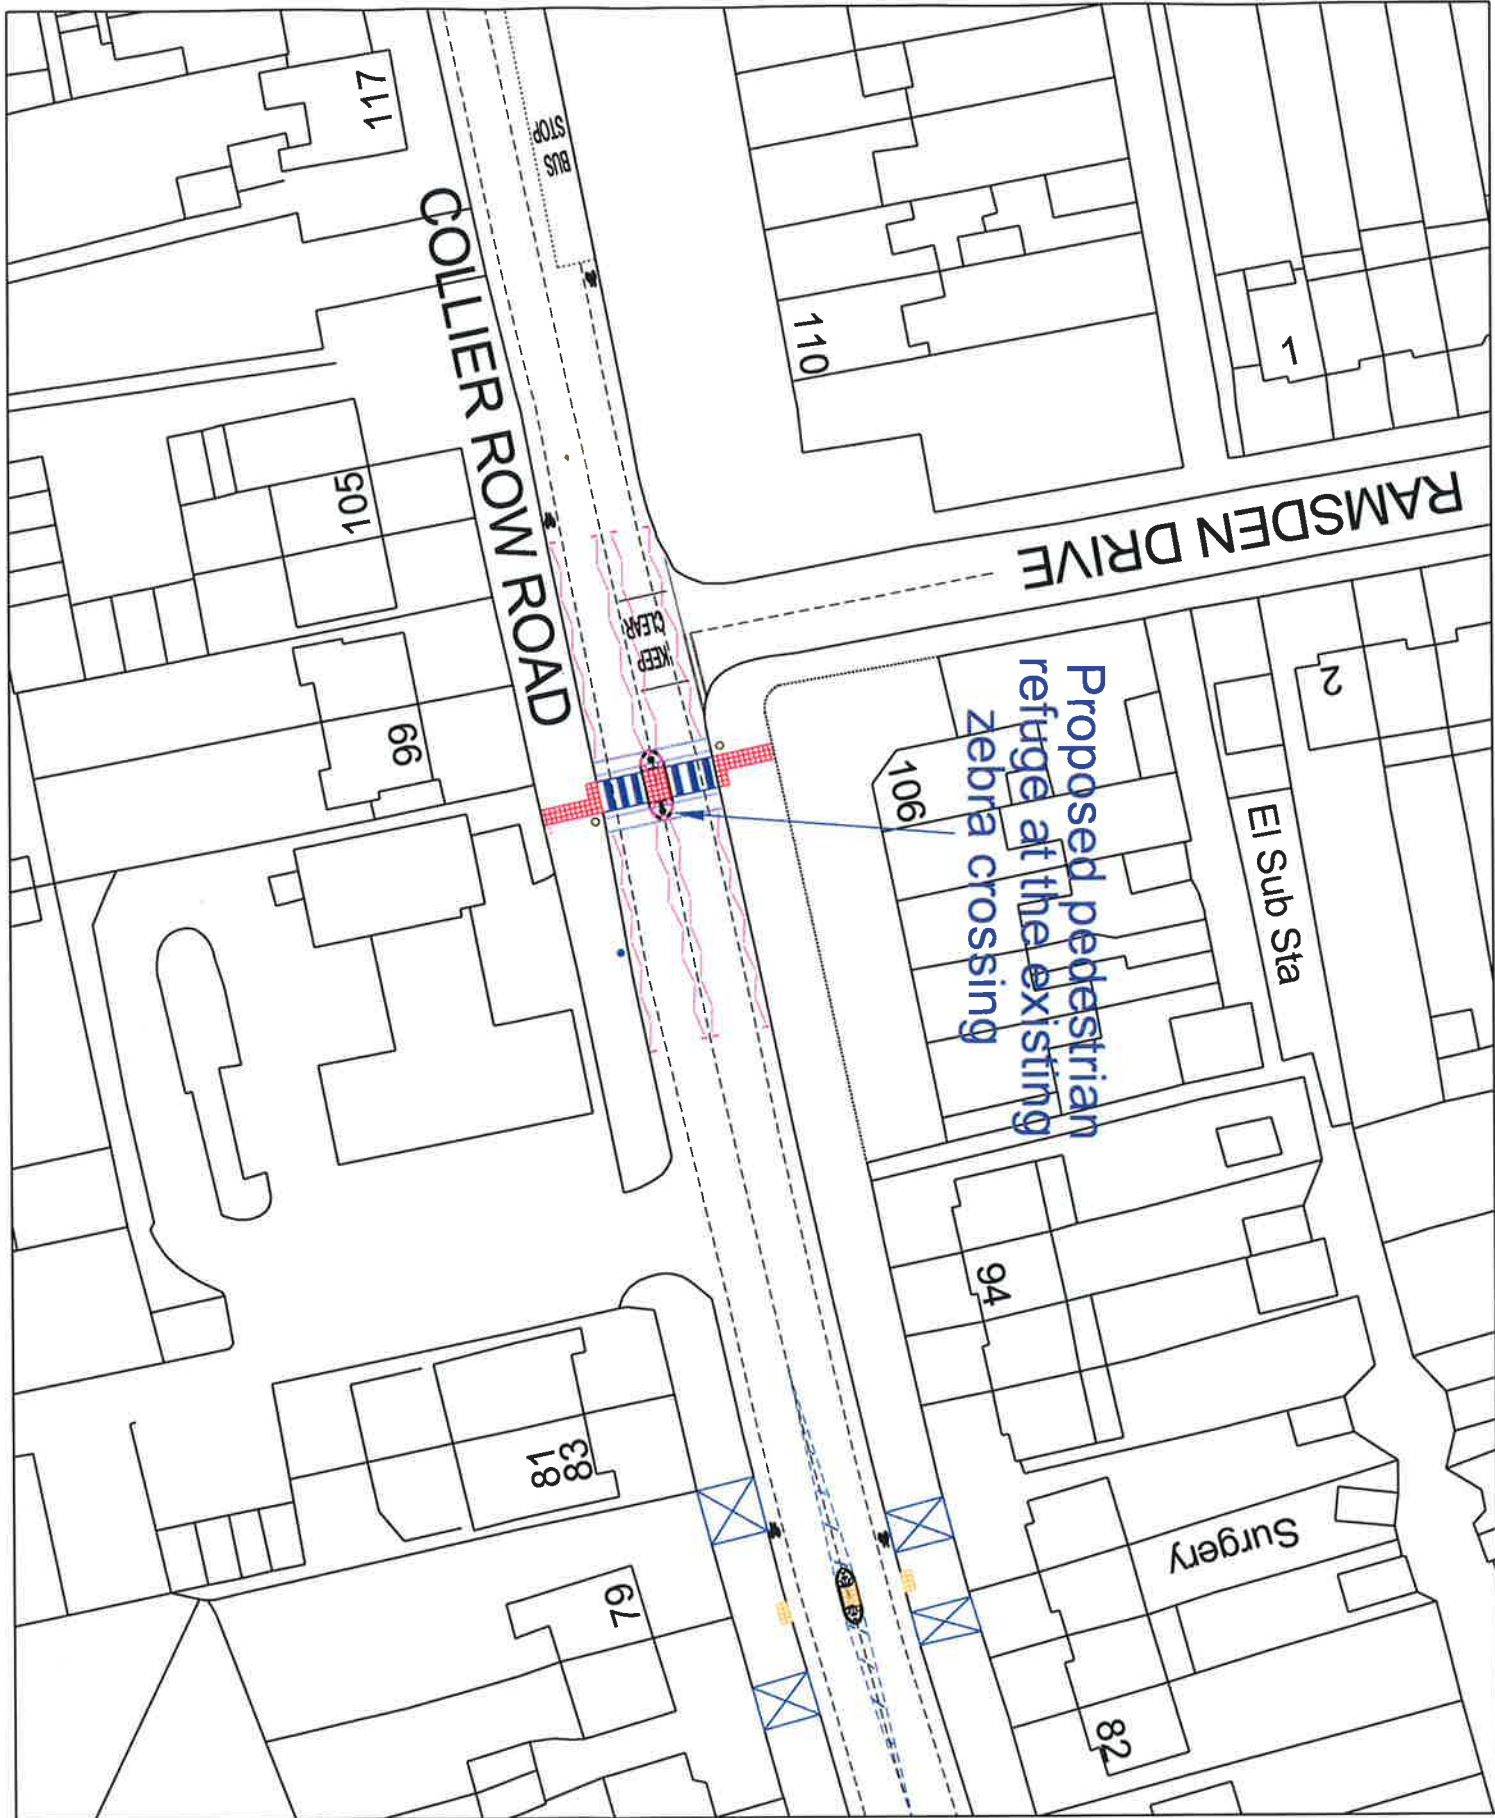 117
BUS
STOP
COLLIER ROW ROAD
110
1
105
RAMSDEN DRIVE
KEEP
CLEAR
99
2
Proposed pedestrian
refuge at the existing
zebra crossing
106
El Sub Sta
94
81
83
Surgery
79
82